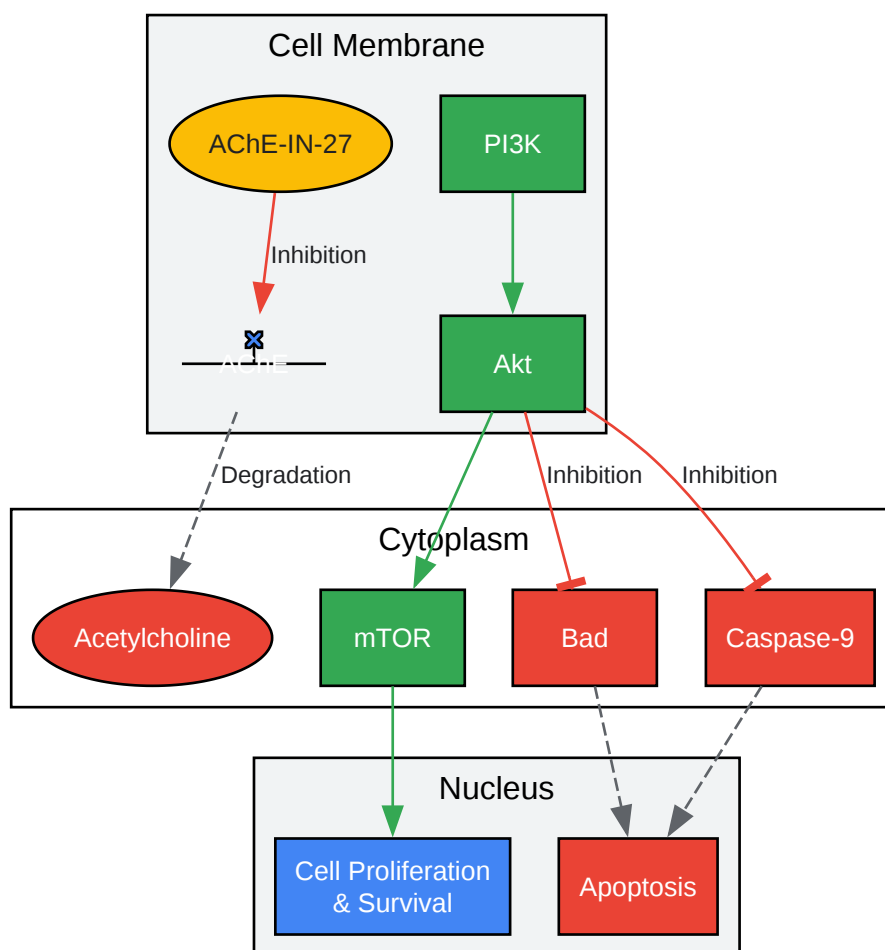 Cell Membrane
AChE-IN-27
PI3K
Inhibition
AChE
Akt
Degradation
Inhibition
Inhibition
Cytoplasm
Acetylcholine
mTOR
Bad
Caspase-9
Nucleus
Cell Proliferation
& Survival
Apoptosis